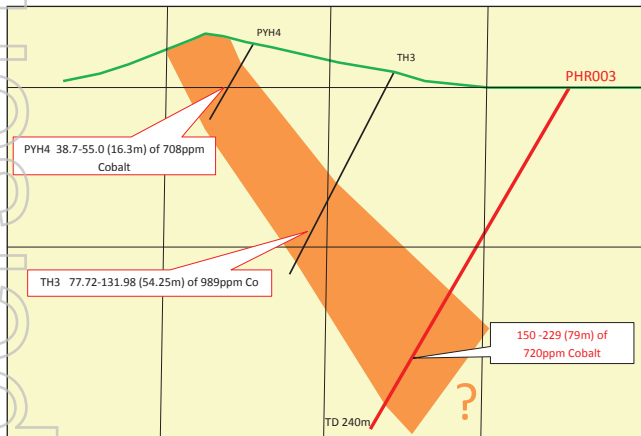 PYH4
TH3
PHR003
PYH4 38.7-55.0 (16.3m) of 708ppm
Cobalt
TH3 77.72-131.98 (54.25m) of 989ppm Co
150 -229 (79m) of
720ppm Cobalt
?
TD 240m